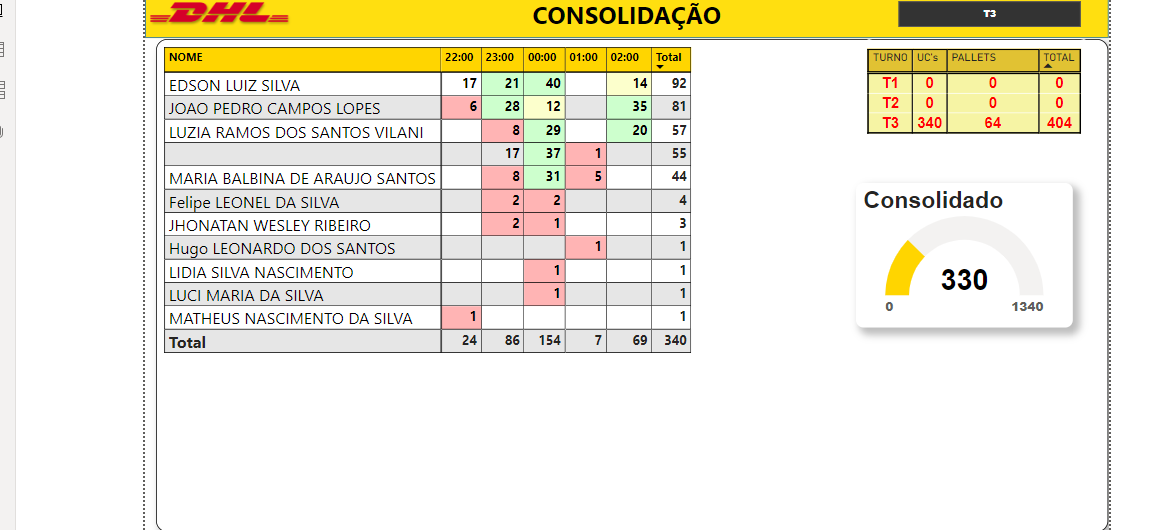 DHL CONSOLIDAÇÃO T3
NOME 22:00 23:00 00:00 01:00 02:00 Total
EDSON LUIZ SILVA 17 21 40 14 92
JOAO PEDRO CAMPOS LOPES 6 28 12 35 81
LUZIA RAMOS DOS SANTOS VILANI 8 29 20 57
17 37 1 55
MARIA BALBINA DE ARAUJO SANTOS 8 31 5 44
Felipe LEONEL DA SILVA 2 2 4
JHONATAN WESLEY RIBEIRO 2 1 3
Hugo LEONARDO DOS SANTOS 1 1
LIDIA SILVA NASCIMENTO 1 1
LUCI MARIA DA SILVA 1 1
MATHEUS NASCIMENTO DA SILVA 1 1
Total 24 86 154 7 69 340
TURNO UC's PALLETS TOTAL
T1 0 0 0
T2 0 0 0
T3 340 64 404
Consolidado
330
0 1340